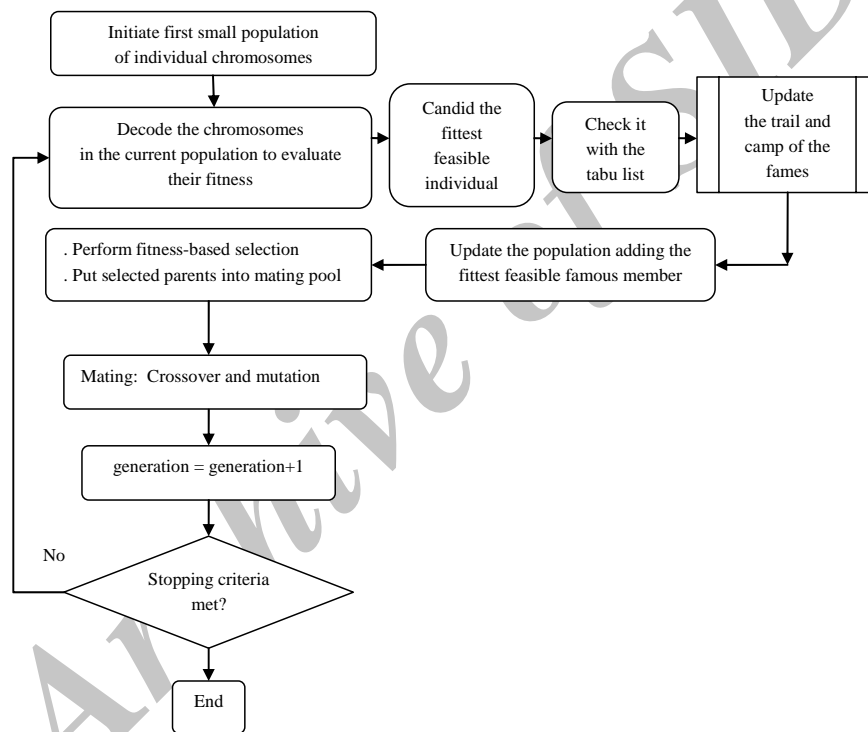 Initiate first small population
of individual chromosomes
Decode the chromosomes
in the current population to evaluate
their fitness
Candid the
fittest
feasible
individual
Check it
with the
tabu list
Update
the trail and
camp of the
fames
Update the population adding the
fittest feasible famous member
. Perform fitness-based selection
. Put selected parents into mating pool
Mating: Crossover and mutation
generation = generation+1
No
Stopping criteria
met?
End
Archive of SID